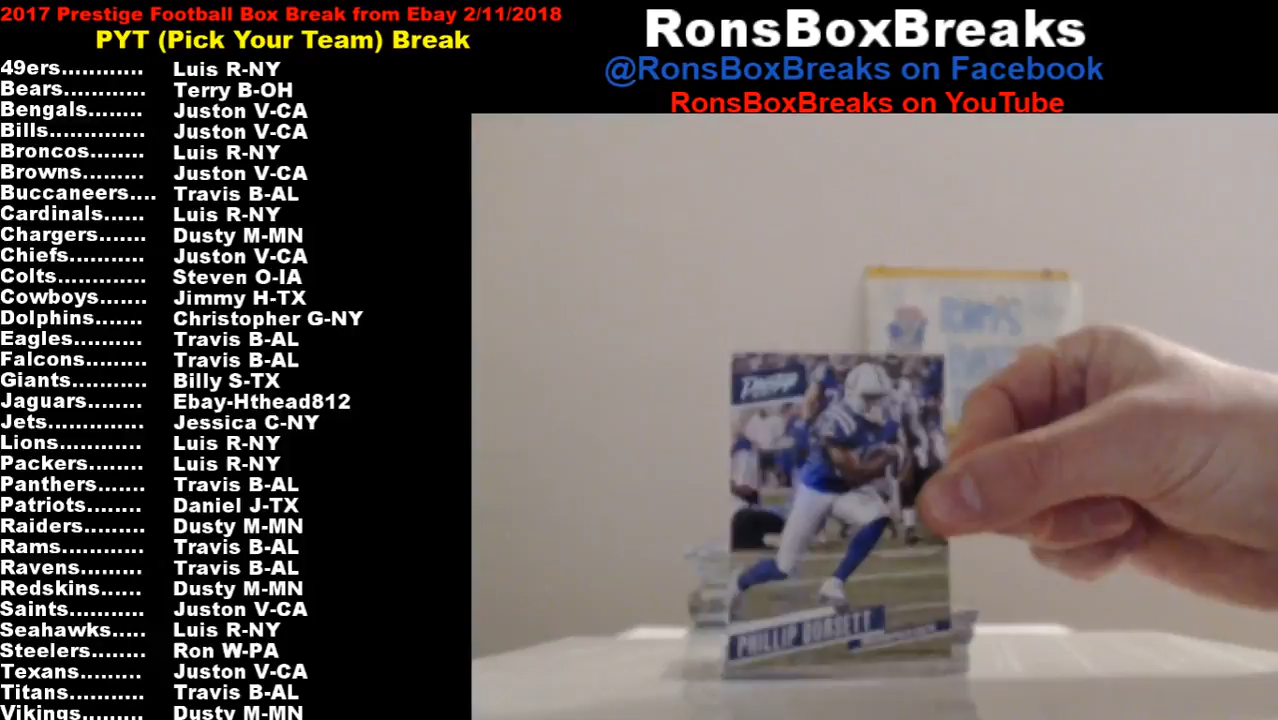 2017 Prestige Football Box Break from Ebay 2/11/2018
PYT (Pick Your Team) Break
49ers............ Luis R-NY
Bears............ Terry B-OH
Bengals........ Juston V-CA
Bills.............. Juston V-CA
Broncos........ Luis R-NY
Browns......... Juston V-CA
Buccaneers.... Travis B-AL
Cardinals...... Luis R-NY
Chargers....... Dusty M-MN
Chiefs........... Juston V-CA
Colts............. Steven O-IA
Cowboys....... Jimmy H-TX
Dolphins....... Christopher G-NY
Eagles.......... Travis B-AL
Falcons......... Travis B-AL
Giants........... Billy S-TX
Jaguars........ Ebay-Hthead812
Jets.............. Jessica C-NY
Lions............ Luis R-NY
Packers........ Luis R-NY
Panthers....... Travis B-AL
Patriots........ Daniel J-TX
Raiders......... Dusty M-MN
Rams............ Travis B-AL
Ravens......... Travis B-AL
Redskins...... Dusty M-MN
Saints........... Juston V-CA
Seahawks..... Luis R-NY
Steelers........ Ron W-PA
Texans......... Juston V-CA
Titans........... Travis B-AL
Vikings......... Dusty M-MN
RonsBoxBreaks
@RonsBoxBreaks on Facebook
RonsBoxBreaks on YouTube
PHILLIP DORSETT